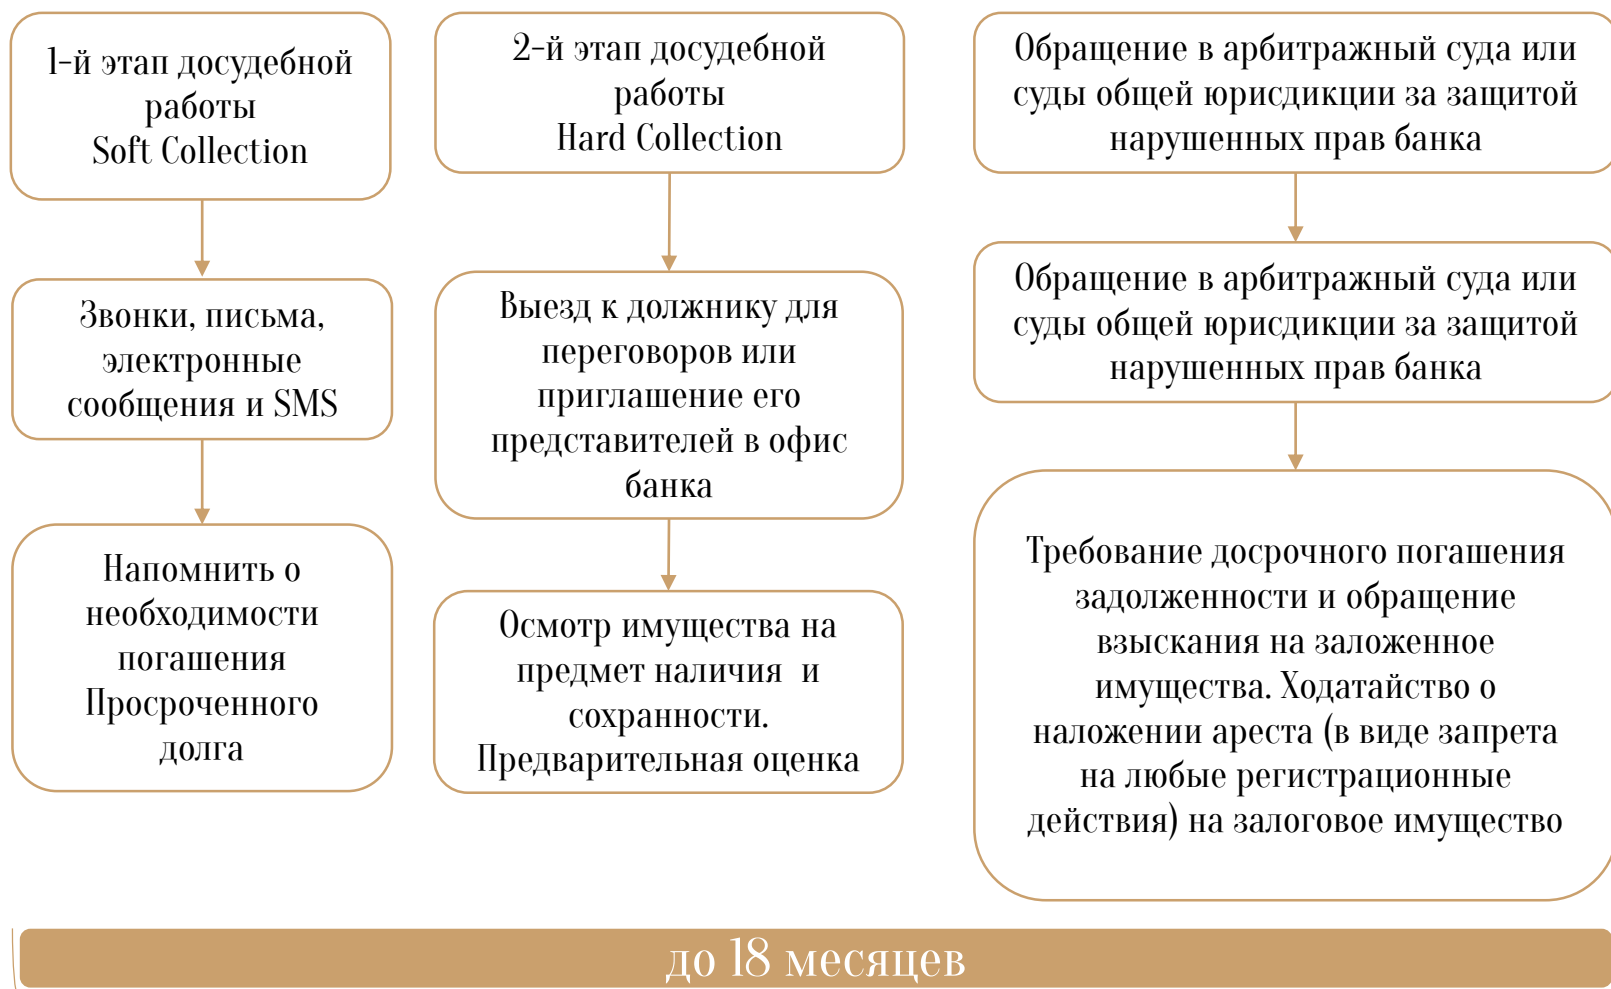 1-й этап досудебной
работы
Soft Collection
Звонки, письма,
электронные
сообщения и SMS
Напомнить о
необходимости
погашения
Просроченного
долга
2-й этап досудебной
работы
Hard Collection
Выезд к должнику для
переговоров или
приглашение его
представителей в офис
банка
Осмотр имущества на
предмет наличия и
сохранности.
Предварительная оценка
Обращение в арбитражный суда или
суды общей юрисдикции за защитой
нарушенных прав банка
Обращение в арбитражный суда или
суды общей юрисдикции за защитой
нарушенных прав банка
Требование досрочного погашения
задолженности и обращение
взыскания на заложенное
имущества. Ходатайство о
наложении ареста (в виде запрета
на любые регистрационные
действия) на залоговое имущество
до 18 месяцев